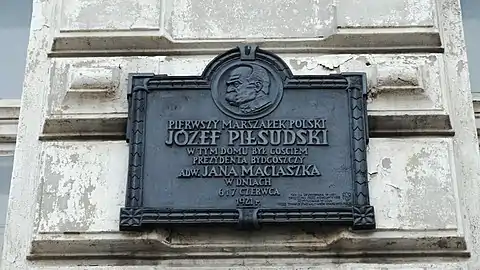 PIERWSZY MARSZAŁEK POLSKI
JÓZEF PIŁSUDSKI
W TYM DOMU BYŁ GOŚCIEM
PREZYDENTA BYDGOSZCZY
ADW. JANA MACIASZKA
W DNIACH
6 I 7 CZERWCA
1921 R.